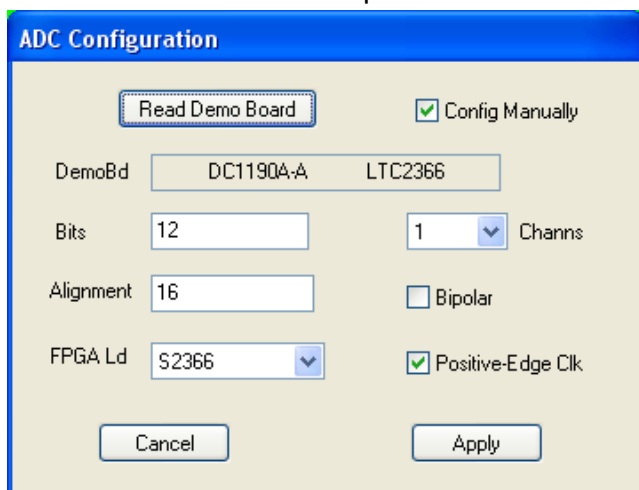 ADC Configuration
Read Demo Board Config Manually
DemoBd DC1190A-A LTC2366
Bits 12 1 Channs
Alignment 16 Bipolar
FPGA Ld S2366 Positive-Edge Clk
Cancel Apply